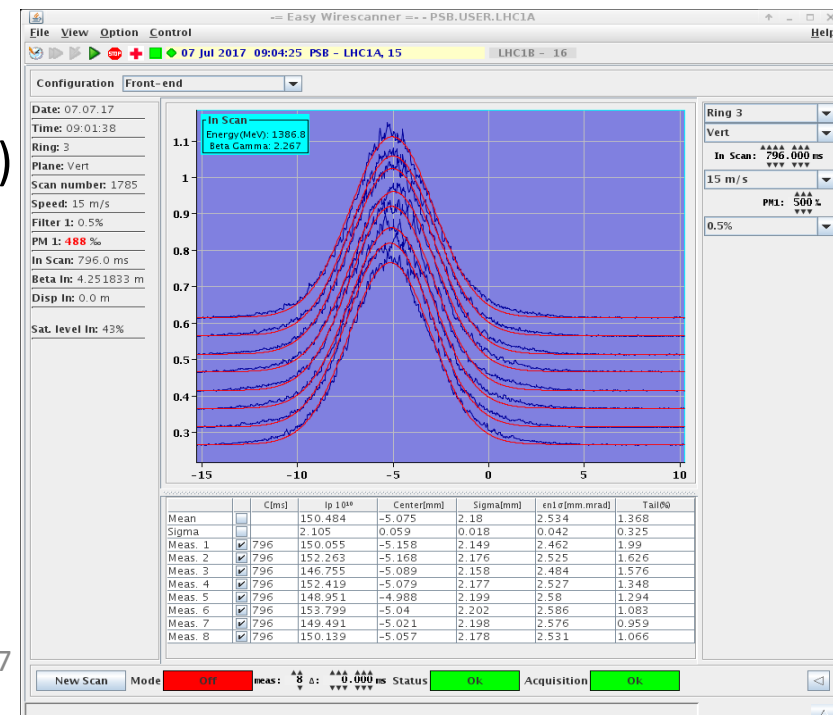 -= Easy Wirescanner =- - PSB.USER.LHC1A
File View Option Control Help
07 Jul 2017 09:04:25 PSB - LHC1A, 15 LHC1B - 16
Configuration Front-end
Date: 07.07.17
Time: 09:01:38
Ring: 3
Plane: Vert
Scan number: 1785
Speed: 15 m/s
Filter 1: 0.5%
PM 1: 488 ‰
In Scan: 796.0 ms
Beta In: 4.251833 m
Disp In: 0.0 m
Sat. level In: 43%
)
7
In Scan
Energy(MeV): 1386.8
Beta Gamma: 2.267
1.1
1
0.9
0.8
0.7
0.6
0.5
0.4
0.3
-15 -10 -5 0 5 10
Ring 3
Vert
In Scan: 796.000 ms
15 m/s
PM1: 500 ‰
0.5%
C[ms] Ip 10¹⁰ Center[mm] Sigma[mm] εn1σ[mm.mrad] Tail(%)
Mean 150.484 -5.075 2.18 2.534 1.368
Sigma 2.105 0.059 0.018 0.042 0.325
Meas. 1 796 150.055 -5.158 2.149 2.462 1.99
Meas. 2 796 152.263 -5.168 2.176 2.525 1.626
Meas. 3 796 146.755 -5.089 2.158 2.484 1.576
Meas. 4 796 152.419 -5.079 2.177 2.527 1.348
Meas. 5 796 148.951 -4.988 2.199 2.58 1.294
Meas. 6 796 153.799 -5.04 2.202 2.586 1.083
Meas. 7 796 149.491 -5.021 2.198 2.576 0.959
Meas. 8 796 150.139 -5.057 2.178 2.531 1.066
New Scan Mode Off meas: 8 Δ: 0.000 ms Status Ok Acquisition Ok